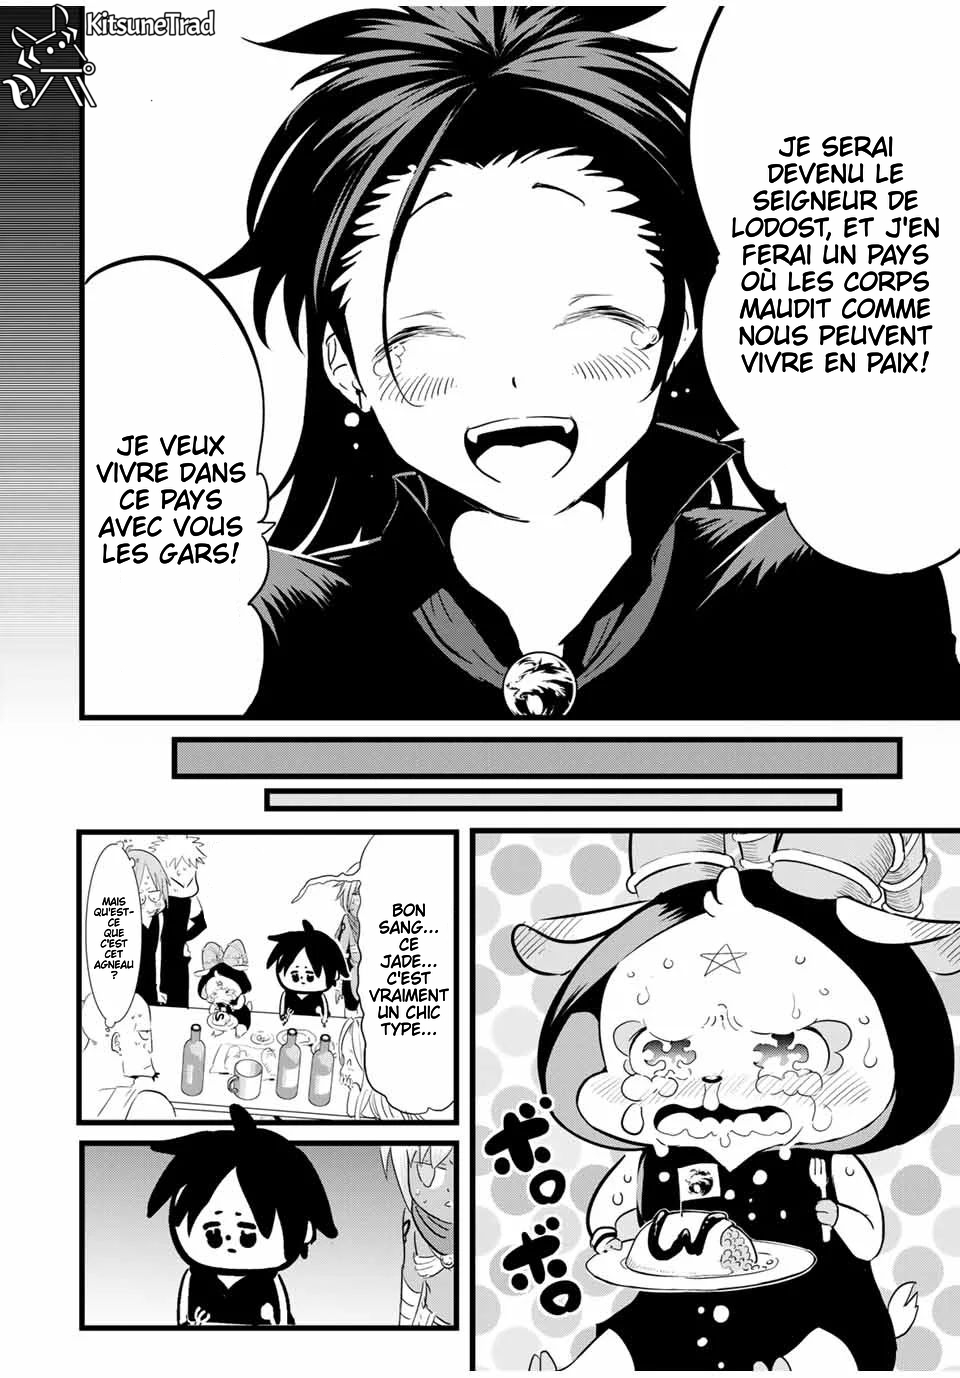 KitsuneTrad
JE SERAI
DEVENU LE
SEIGNEUR DE
LODOST, ET J'EN
FERAI UN PAYS
OÙ LES CORPS
MAUDIT COMME
NOUS PEUVENT
VIVRE EN PAIX!
JE VEUX
VIVRE DANS
CE PAYS
AVEC VOUS
LES GARS!
ボロ
ボロ
BON
SANG...
CE
JADE...
C'EST
VRAIMENT
UN CHIC
TYPE...
MAIS
QU'EST-
CE
QUE
C'EST
CET
AGNEAU
?